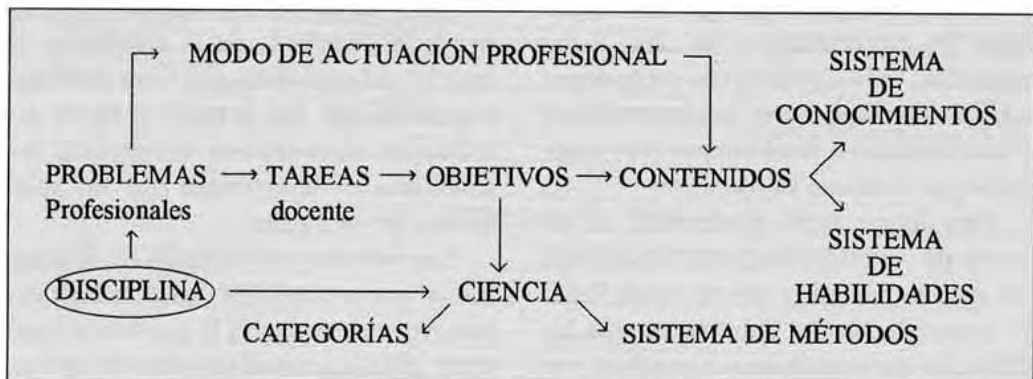 MODO DE ACTUACIÓN PROFESIONAL
SISTEMA
DE
CONOCIMIENTOS
PROBLEMAS → TAREAS → OBJETIVOS → CONTENIDOS
Profesionales docente
SISTEMA
DE
HABILIDADES
DISCIPLINA → CIENCIA
CATEGORÍAS SISTEMA DE MÉTODOS